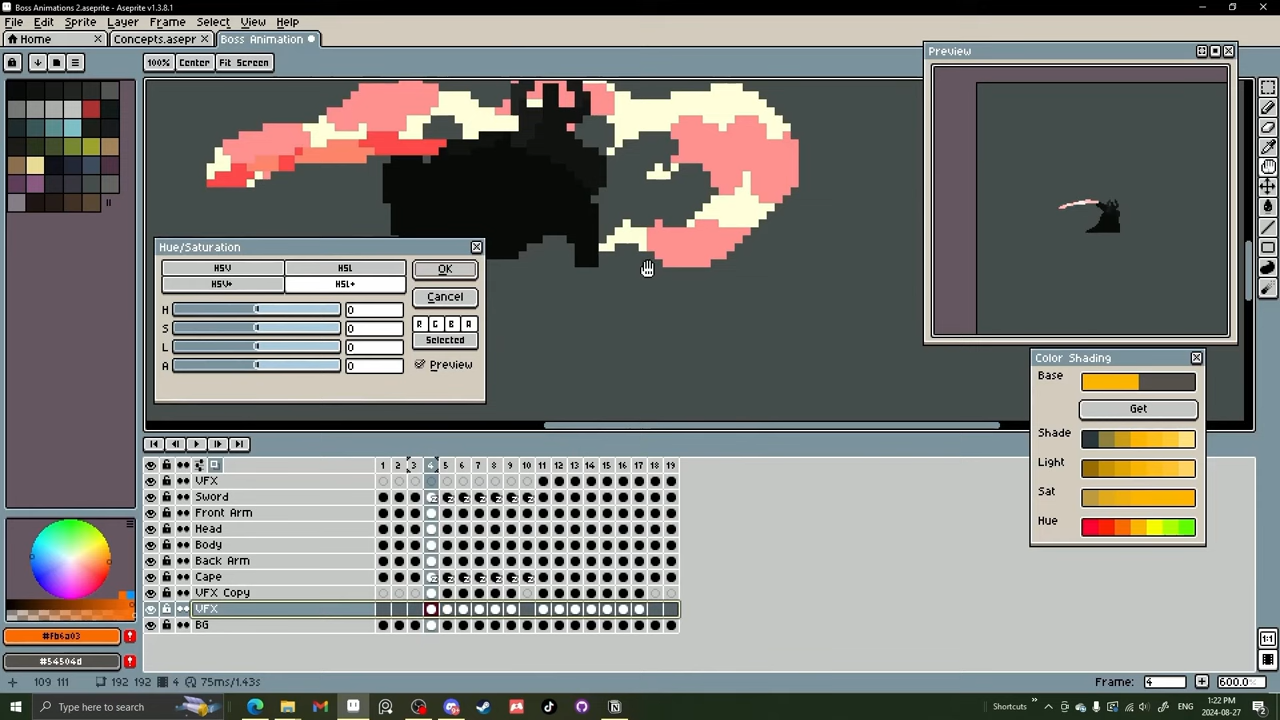 Boss Animations 2.aseprite - Aseprite v1.3.8.1
File Edit Sprite Layer Frame Select View Help
Home Concepts.asepr Boss Animation
100% Center Fit Screen
Preview
Hue/Saturation
HSV HSL
HSV+ HSL+
OK
Cancel
H 0
S 0
L 0
A 0
R G B A
Selected
Preview
Color Shading
Base
Get
Shade
Light
Sat
Hue
1 2 3 4 5 6 7 8 9 10 11 12 13 14 15 16 17 18 19
VFX
Sword
Front Arm
Head
Body
Back Arm
Cape
VFX Copy
VFX
BG
#fb6a03
#54504d
1:1
109 111 192 192 4 75ms/1.43s
Frame: 4 600.0
Type here to search
Shortcuts
ENG
1:22 PM
2024-08-27
2